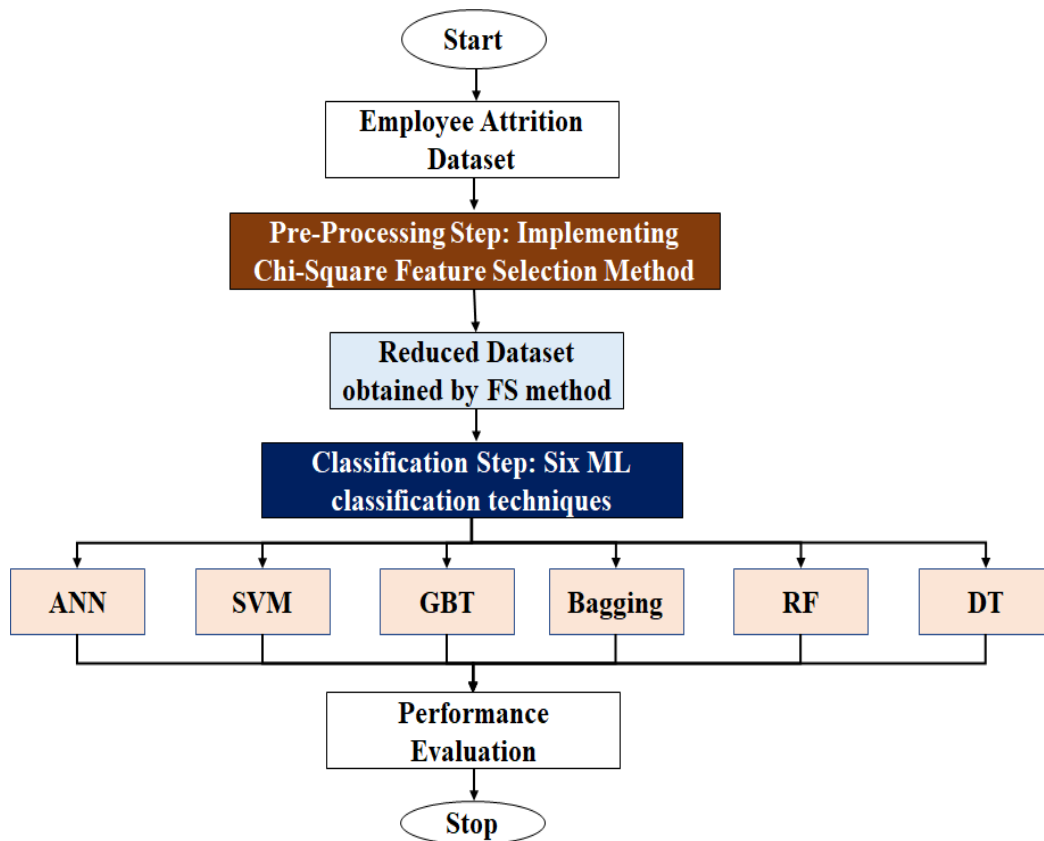 Start
Employee Attrition
Dataset
Pre-Processing Step: Implementing
Chi-Square Feature Selection Method
Reduced Dataset
obtained by FS method
Classification Step: Six ML
classification techniques
ANN
SVM
GBT
Bagging
RF
DT
Performance
Evaluation
Stop